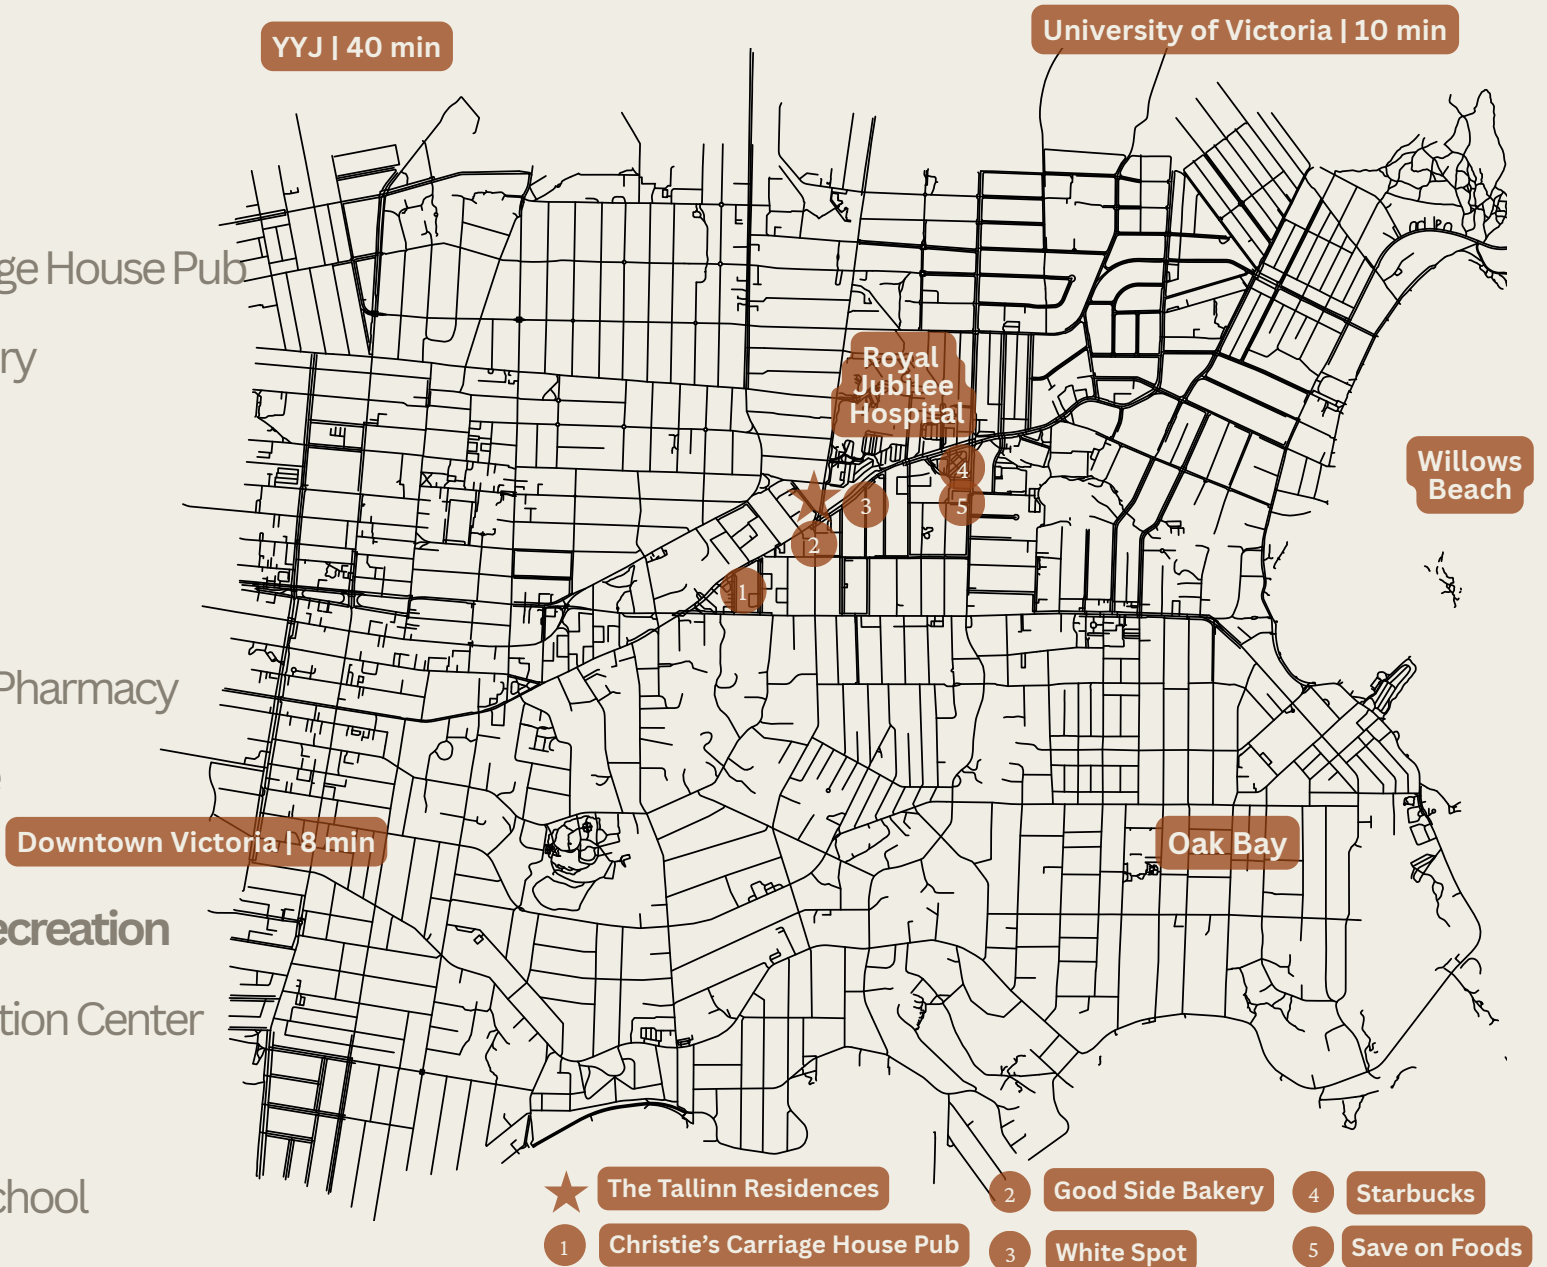 YYJ | 40 min
University of Victoria | 10 min
ge House Pub
ry
Royal
Jubilee
Hospital
Willows
Beach
4
3
5
2
1
Pharmacy
Downtown Victoria | 8 min
Oak Bay
ecreation
tion Center
chool
The Tallinn Residences
2
Good Side Bakery
4
Starbucks
1
Christie's Carriage House Pub
3
White Spot
5
Save on Foods